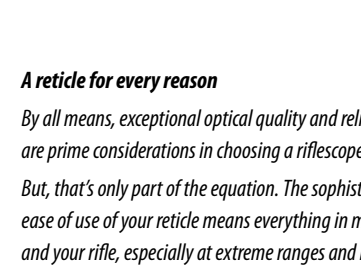 A reticle for every reason
By all means, exceptional optical quality and
are prime considerations in choosing a riflescope
But, that's only part of the equation. The
ease of use of your reticle means everything in
and your rifle, especially at extreme ranges and